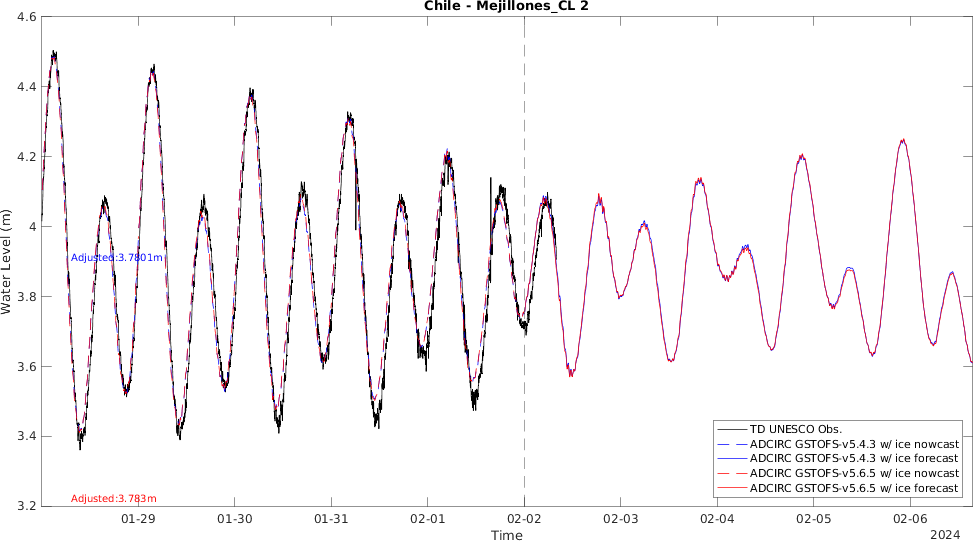 Chile - Mejillones_CL 2
4.6
4.4
4.2
4
3.8
3.6
3.4
3.2
Water Level (m)
Adjusted:3.7801m
Adjusted:3.783m
TD UNESCO Obs.
ADCIRC GSTOFS-v5.4.3 w/ ice nowcast
ADCIRC GSTOFS-v5.4.3 w/ ice forecast
ADCIRC GSTOFS-v5.6.5 w/ ice nowcast
ADCIRC GSTOFS-v5.6.5 w/ ice forecast
01-29 01-30 01-31 02-01 02-02 02-03 02-04 02-05 02-06
Time
2024